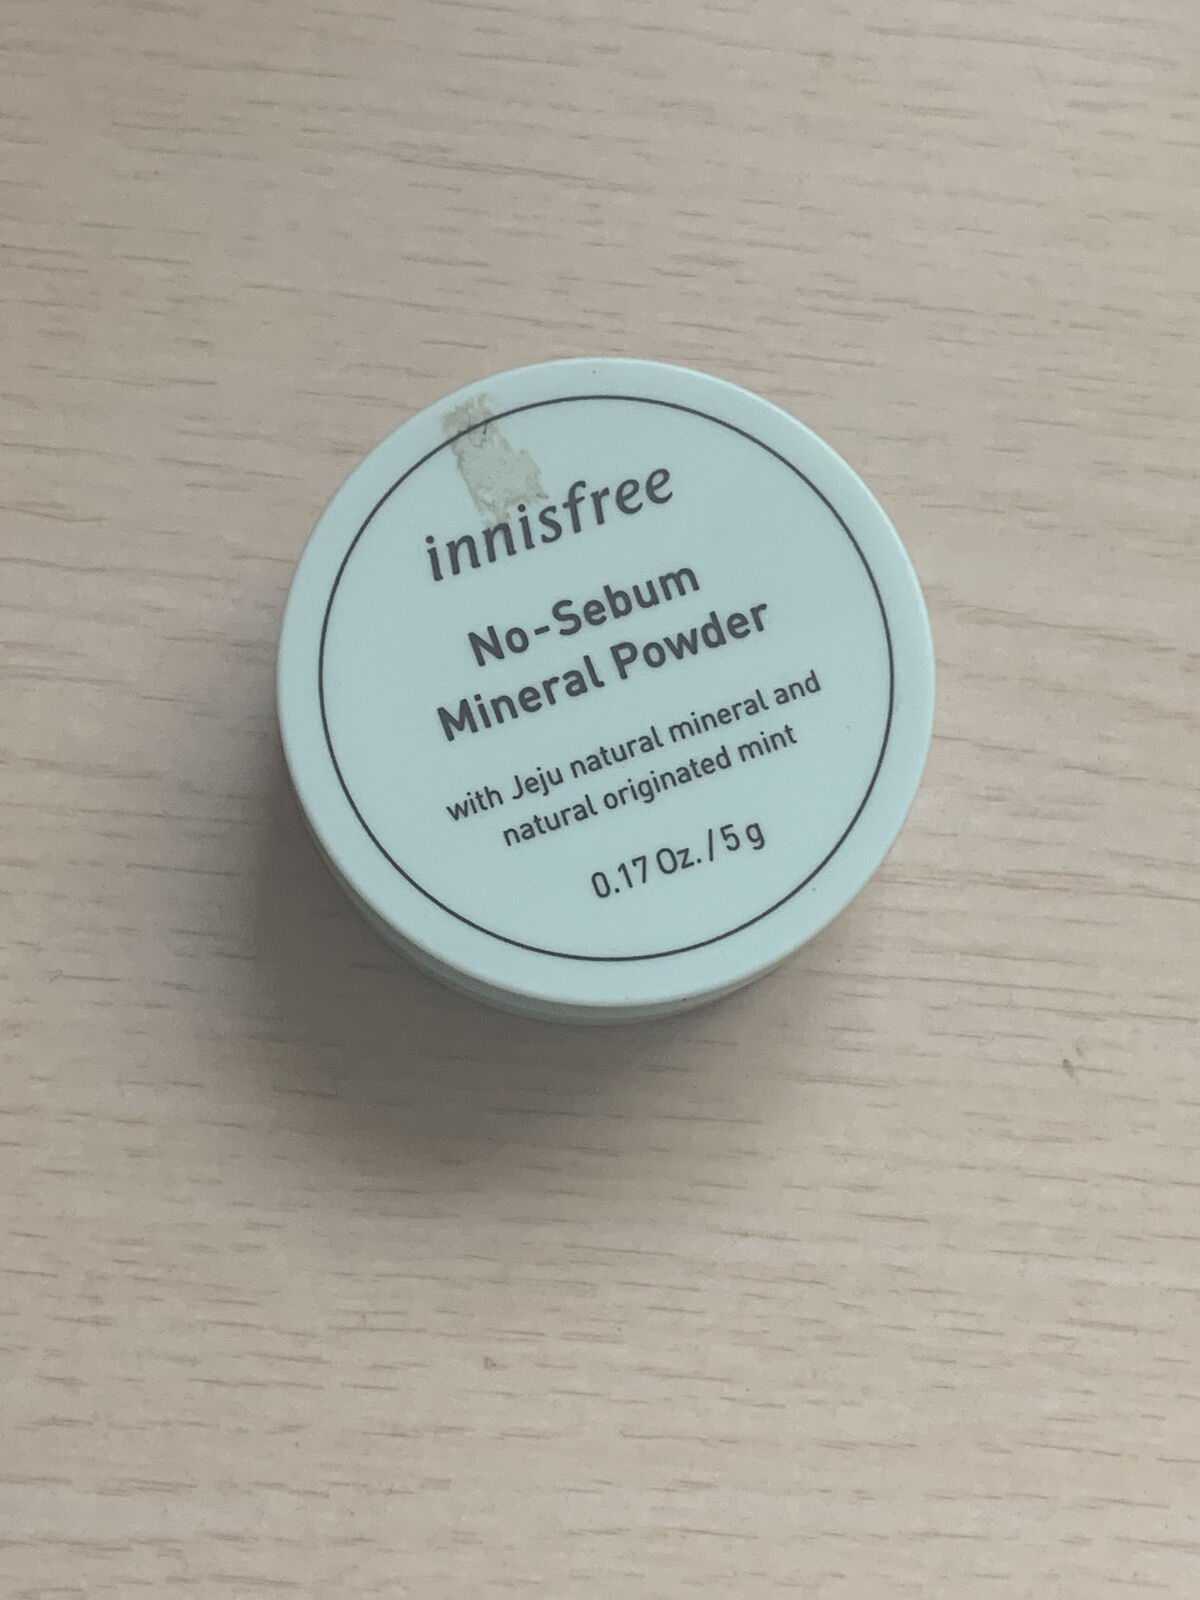 innisfree
No-Sebum
Mineral Powder
with Jeju natural mineral and
natural originated mint
0.17 Oz. / 5 g